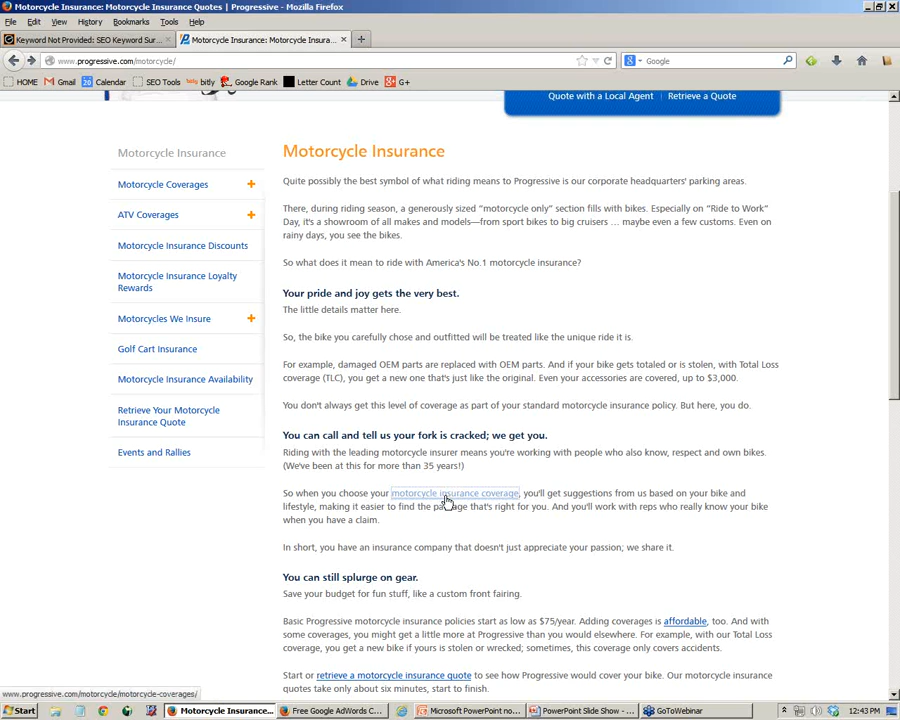 Motorcycle Insurance: Motorcycle Insurance Quotes | Progressive - Mozilla Firefox
File Edit View History Bookmarks Tools Help
Keyword Not Provided: SEO Keyword Sur... × Motorcycle Insurance: Motorcycle Insura... × +
www.progressive.com/motorcycle/ Google
HOME Gmail 20 Calendar SEO Tools bitly Google Rank Letter Count Drive G+
Quote with a Local Agent | Retrieve a Quote
Motorcycle Insurance
Motorcycle Coverages +
ATV Coverages +
Motorcycle Insurance Discounts
Motorcycle Insurance Loyalty
Rewards
Motorcycles We Insure +
Golf Cart Insurance
Motorcycle Insurance Availability
Retrieve Your Motorcycle
Insurance Quote
Events and Rallies
Motorcycle Insurance
Quite possibly the best symbol of what riding means to Progressive is our corporate headquarters' parking areas.
There, during riding season, a generously sized "motorcycle only" section fills with bikes. Especially on "Ride to Work"
Day, it's a showroom of all makes and models—from sport bikes to big cruisers ... maybe even a few customs. Even on
rainy days, you see the bikes.
So what does it mean to ride with America's No.1 motorcycle insurance?
Your pride and joy gets the very best.
The little details matter here.
So, the bike you carefully chose and outfitted will be treated like the unique ride it is.
For example, damaged OEM parts are replaced with OEM parts. And if your bike gets totaled or is stolen, with Total Loss
coverage (TLC), you get a new one that's just like the original. Even your accessories are covered, up to $3,000.
You don't always get this level of coverage as part of your standard motorcycle insurance policy. But here, you do.
You can call and tell us your fork is cracked; we get you.
Riding with the leading motorcycle insurer means you're working with people who also know, respect and own bikes.
(We've been at this for more than 35 years!)
So when you choose your motorcycle insurance coverage, you'll get suggestions from us based on your bike and
lifestyle, making it easier to find the package that's right for you. And you'll work with reps who really know your bike
when you have a claim.
In short, you have an insurance company that doesn't just appreciate your passion; we share it.
You can still splurge on gear.
Save your budget for fun stuff, like a custom front fairing.
Basic Progressive motorcycle insurance policies start as low as $75/year. Adding coverages is affordable, too. And with
some coverages, you might get a little more at Progressive than you would elsewhere. For example, with our Total Loss
coverage, you get a new bike if yours is stolen or wrecked; sometimes, this coverage only covers accidents.
Start or retrieve a motorcycle insurance quote to see how Progressive would cover your bike. Our motorcycle insurance
quotes take only about six minutes, start to finish.
www.progressive.com/motorcycle/motorcycle-coverages/
Start Motorcycle Insurance... Free Google AdWords C... Microsoft PowerPoint no... PowerPoint Slide Show - ... GoToWebinar 12:43 PM